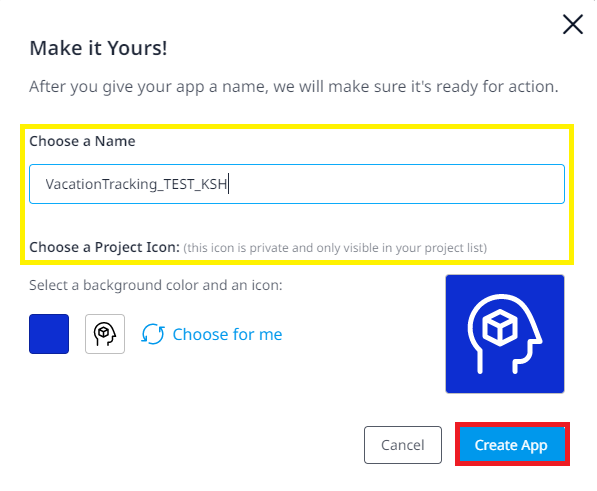 Make it Yours!
After you give your app a name, we will make sure it's ready for action.
Choose a Name
VacationTracking_TEST_KSH
Choose a Project Icon: (this icon is private and only visible in your project list)
Select a background color and an icon:
Choose for me
Cancel
Create App